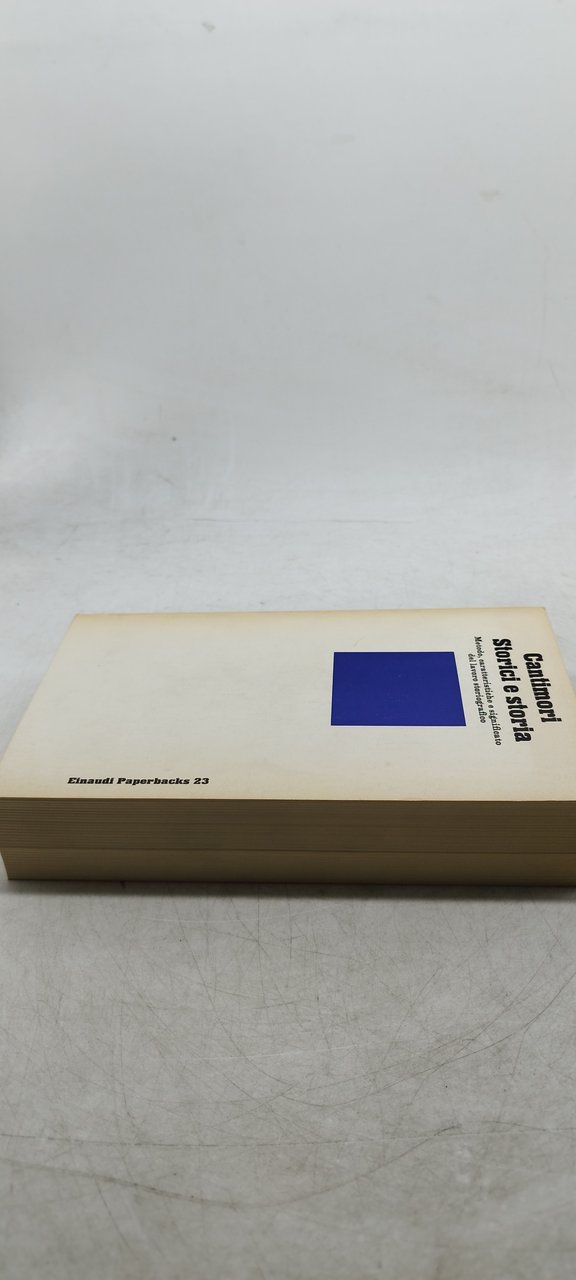 Cantimori
Storici e storia
Metodo, caratteristiche e significato
del lavoro storiografico
Einaudi Paperbacks 23